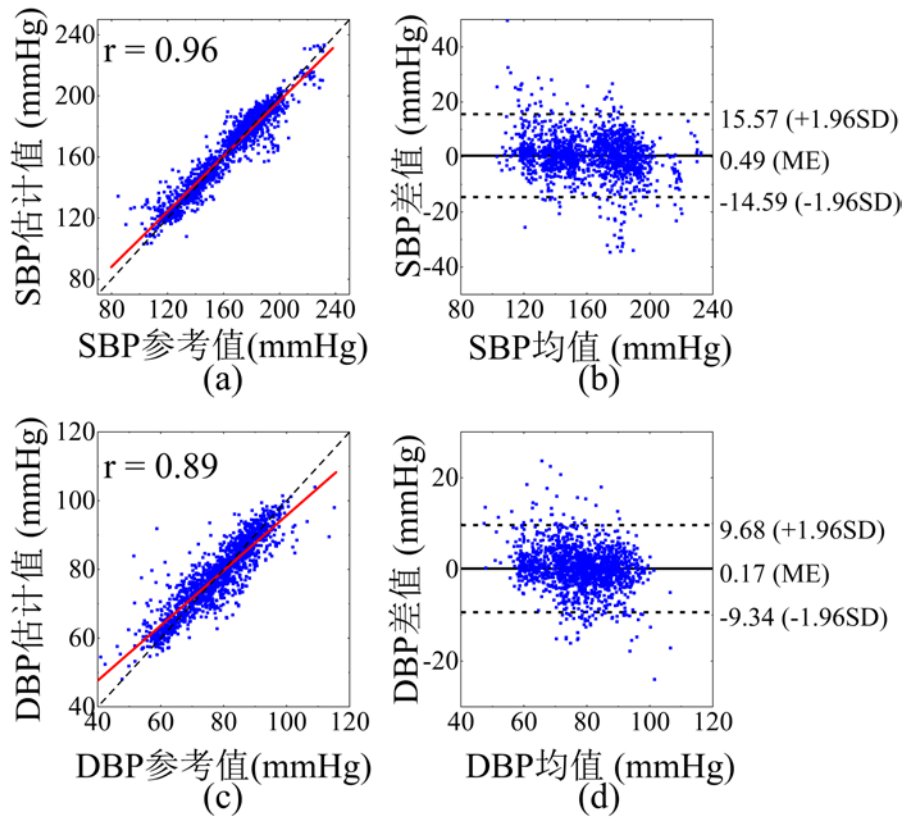 r = 0.96
SBP估计值 (mmHg)
240
200
160
120
80
80 120 160 200 240
SBP参考值(mmHg)
(a)
SBP差值 (mmHg)
40
20
0
-20
-40
80 120 160 200 240
15.57 (+1.96SD)
0.49 (ME)
-14.59 (-1.96SD)
SBP均值 (mmHg)
(b)
r = 0.89
DBP估计值 (mmHg)
120
100
80
60
40
40 60 80 100 120
DBP参考值(mmHg)
(c)
DBP差值 (mmHg)
20
0
-20
40 60 80 100 120
9.68 (+1.96SD)
0.17 (ME)
-9.34 (-1.96SD)
DBP均值 (mmHg)
(d)